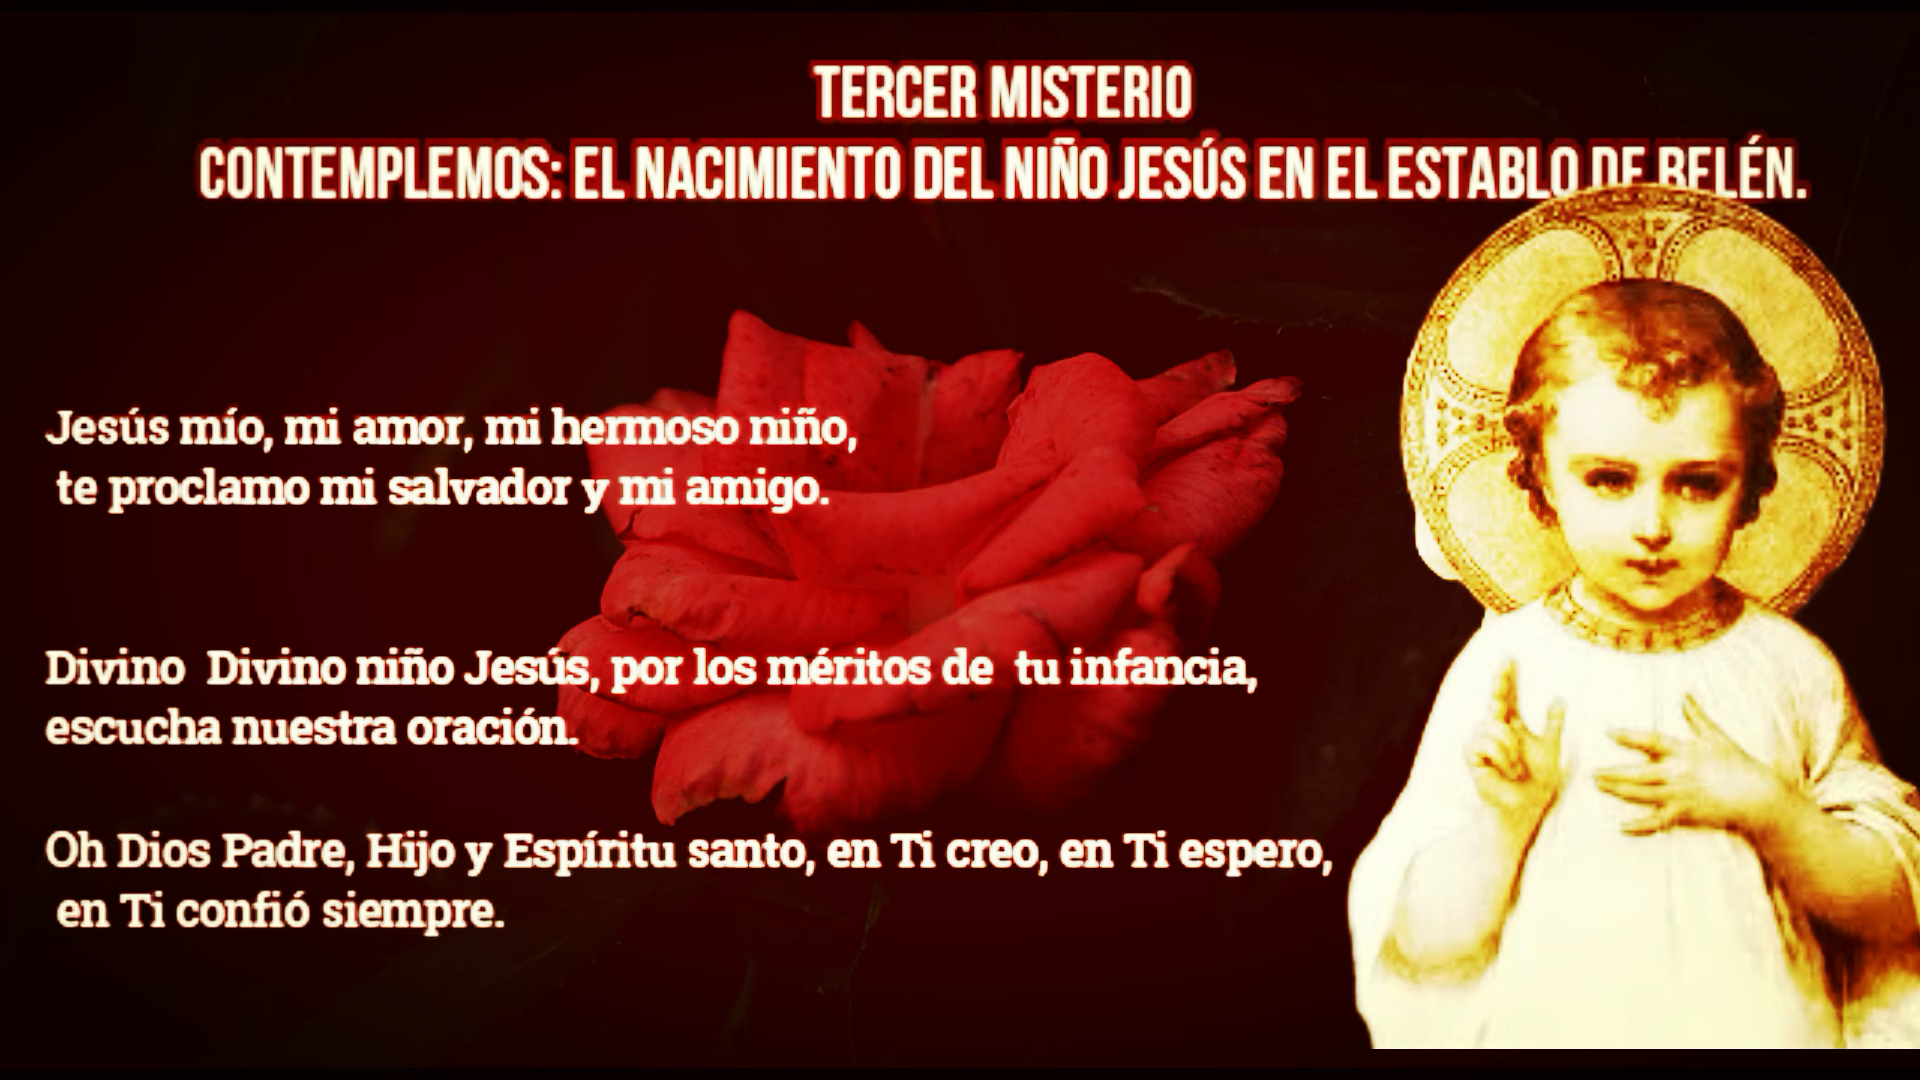 TERCER MISTERIO
CONTEMPLEMOS: EL NACIMIENTO DEL NIÑO JESÚS EN EL ESTABLO DE BELÉN.
Jesús mío, mi amor, mi hermoso niño,
te proclamo mi salvador y mi amigo.
Divino  Divino niño Jesús, por los méritos de  tu infancia,
escucha nuestra oración.
Oh Dios Padre, Hijo y Espíritu santo, en Ti creo, en Ti espero,
en Ti confió siempre.